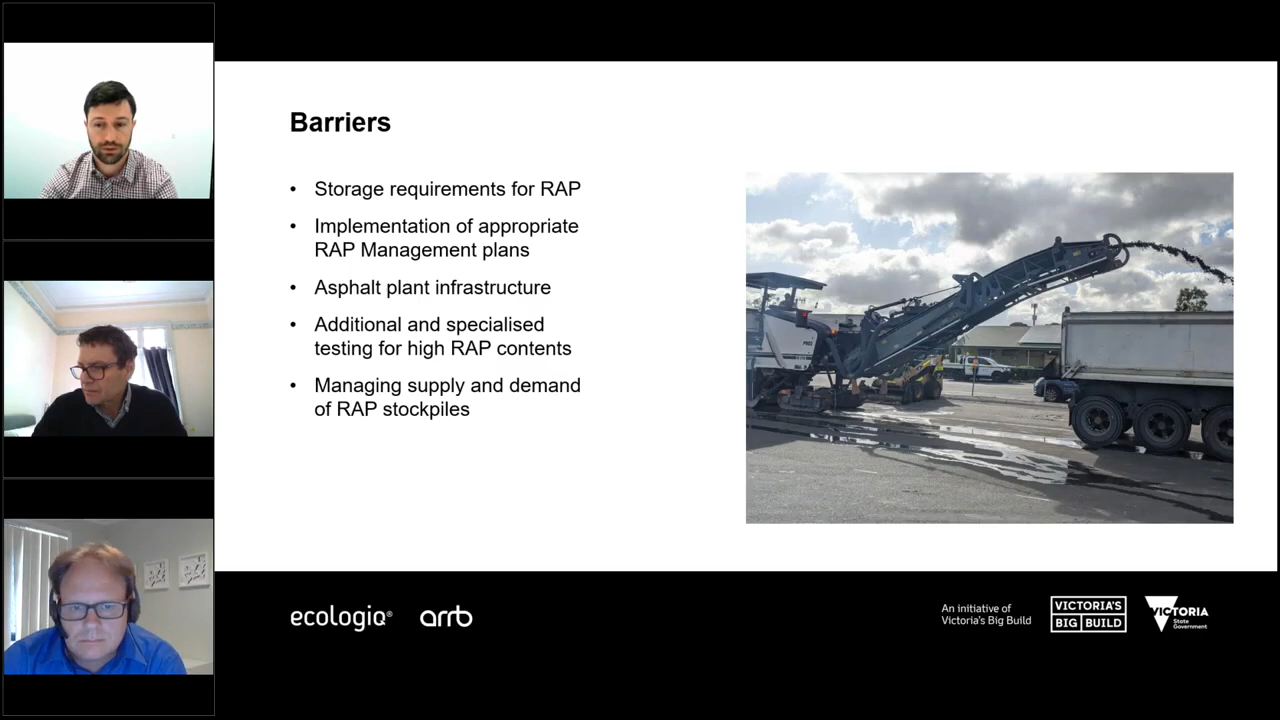 Barriers
• Storage requirements for RAP
• Implementation of appropriate
RAP Management plans
• Asphalt plant infrastructure
• Additional and specialised
testing for high RAP contents
• Managing supply and demand
of RAP stockpiles
ecologiQ®
arrb
An initiative of
Victoria's Big Build
VICTORIA'S
BIG BUILD
VICTORIA
State
Government